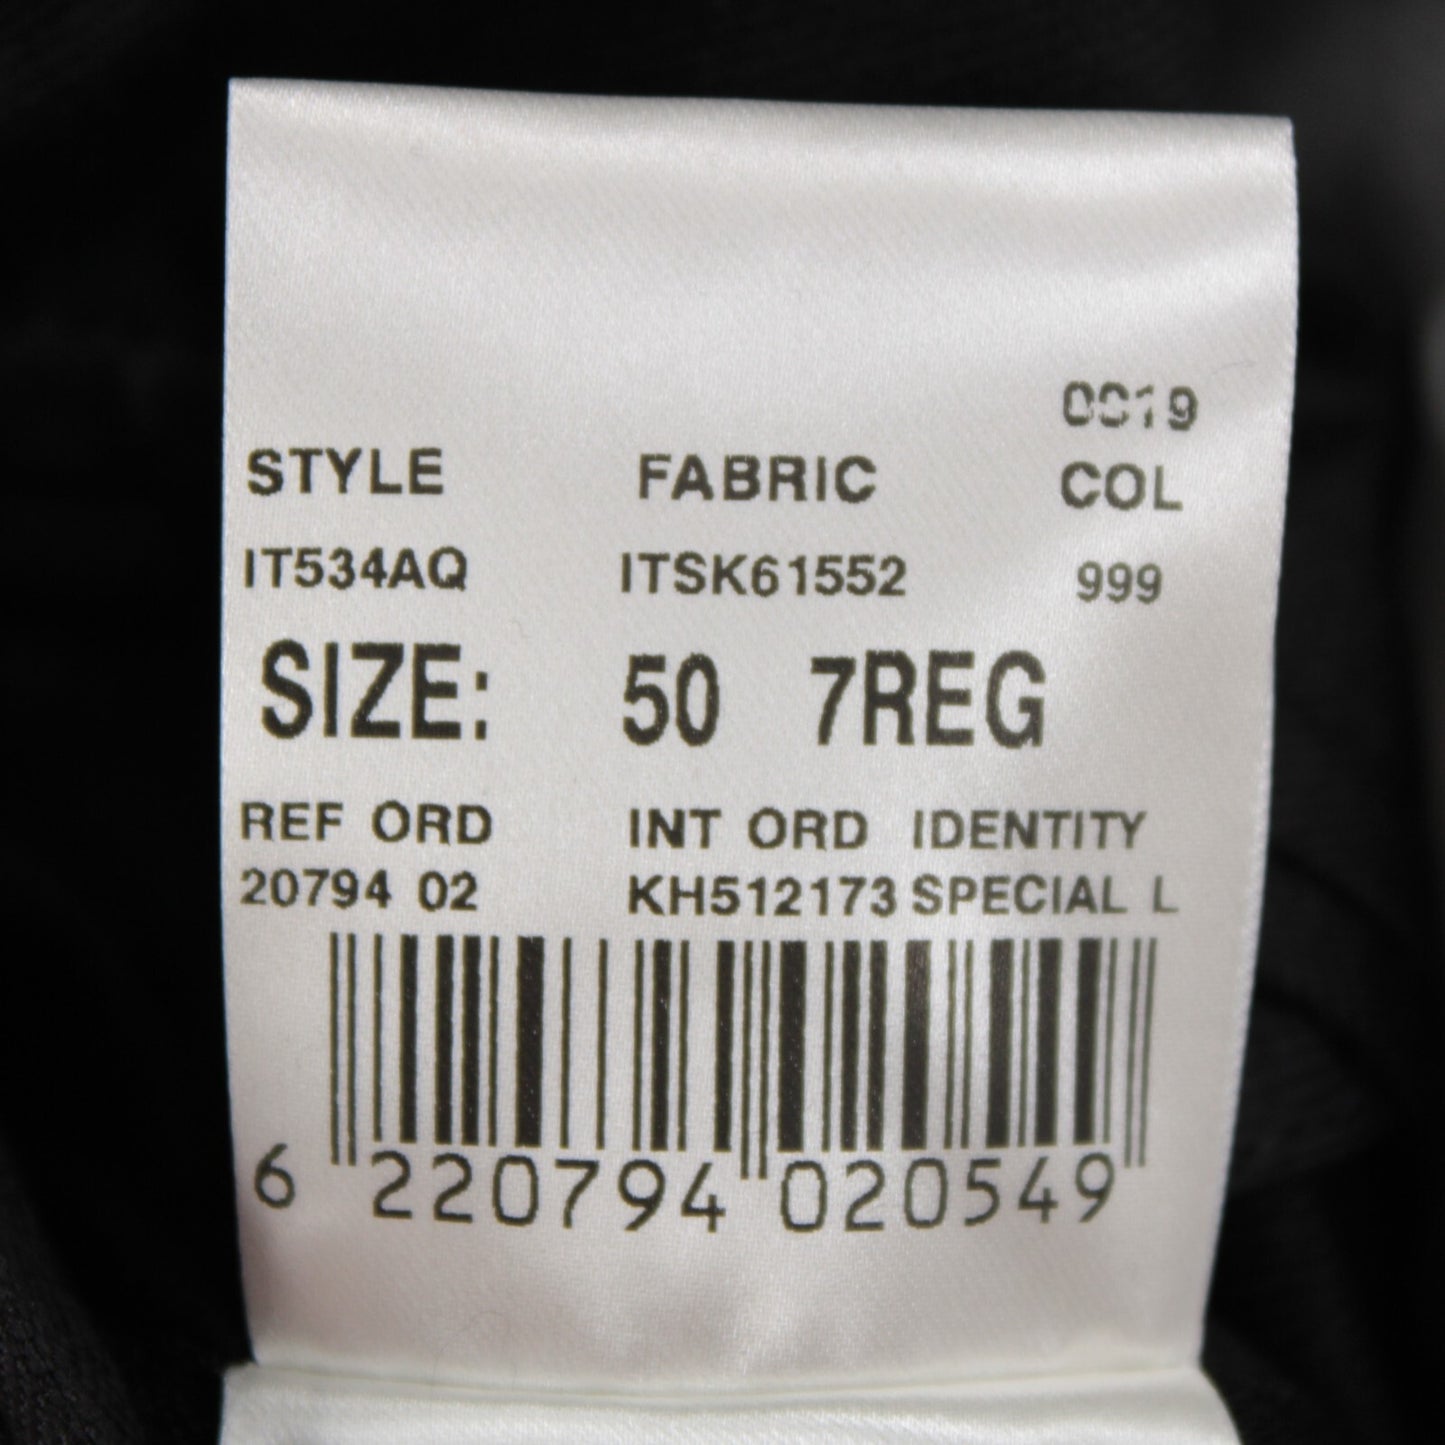 0019
STYLE FABRIC COL
IT534AQ ITSK61552 999
SIZE: 50 7REG
REF ORD INT ORD IDENTITY
20794 02 KH512173 SPECIAL L
6 220794 020549